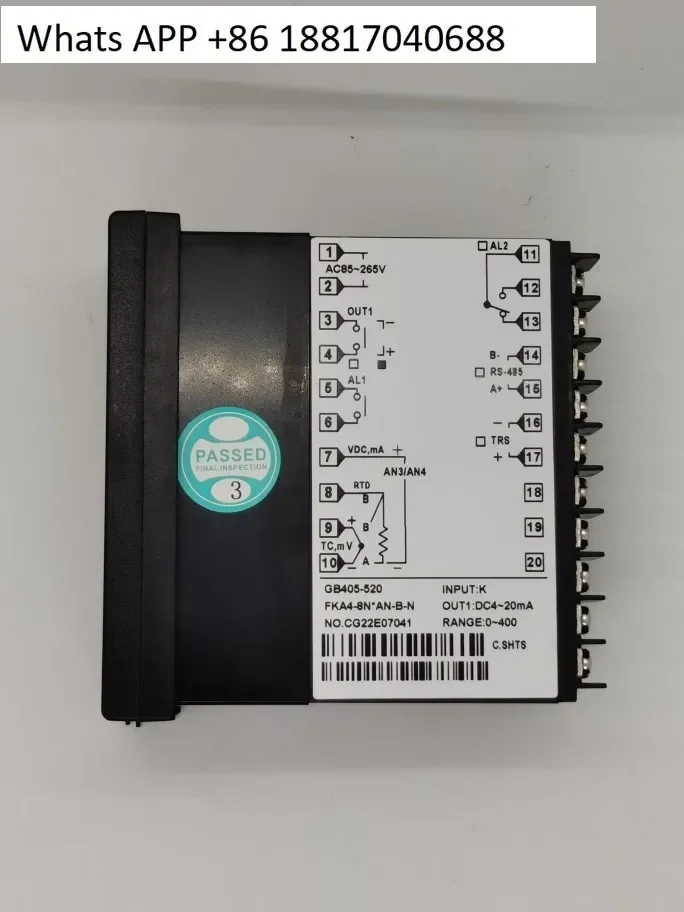 Whats APP +86 18817040688
1
AC85~265V
2
3 OUT1 −
4 +
5 AL1
6
7 VDC,mA +
AN3/AN4
8 RTD B
9 + B
TC,mV
10 − A −
AL2 11
12
13
B- 14
RS-485
A+ 15
− 16
TRS
+ 17
18
19
20
PASSED
FINAL INSPECTION
3
GB405-520 INPUT:K
FKA4-8N*AN-B-N OUT1:DC4~20mA
NO.CG22E07041 RANGE:0~400
C.SHTS